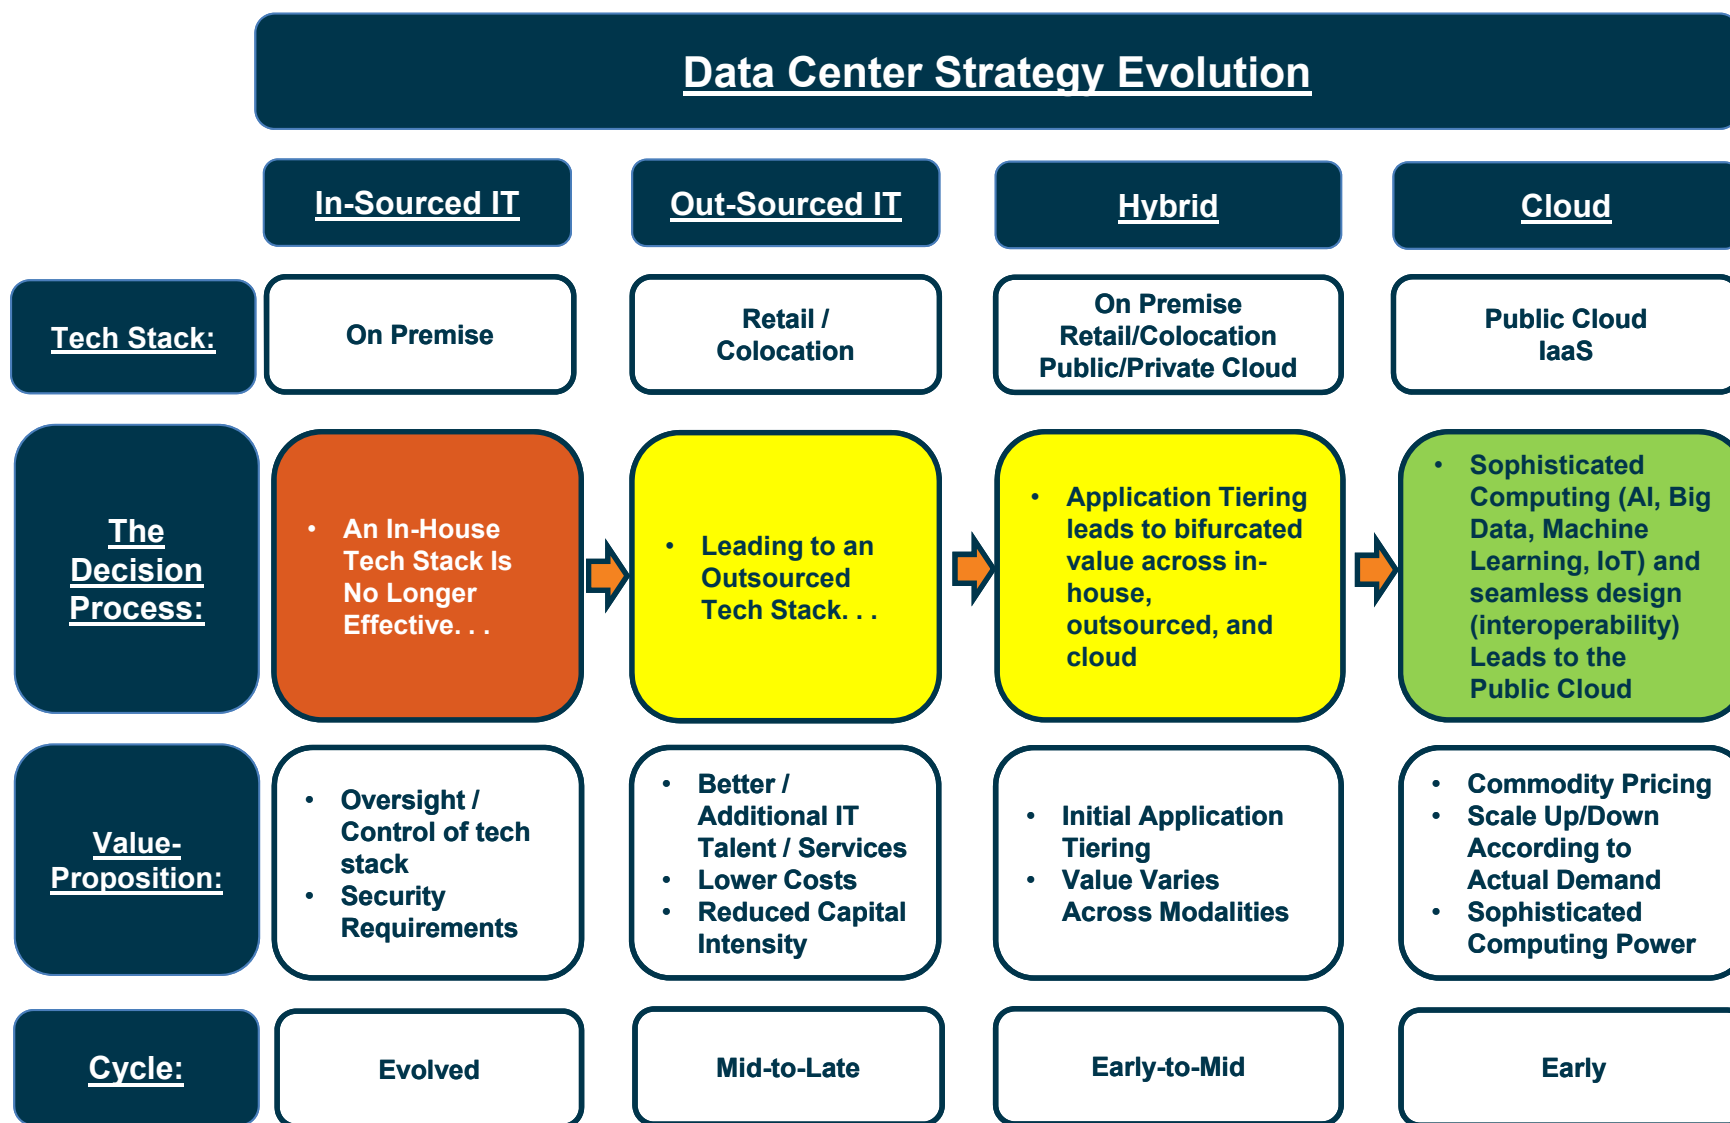 Data Center Strategy Evolution
In-Sourced IT
Out-Sourced IT
Hybrid
Cloud
Tech Stack:
On Premise
Retail /
Colocation
On Premise
Retail/Colocation
Public/Private Cloud
Public Cloud
IaaS
The
Decision
Process:
• An In-House
Tech Stack Is
No Longer
Effective. . .
• Leading to an
Outsourced
Tech Stack. . .
• Application Tiering
leads to bifurcated
value across in-
house,
outsourced, and
cloud
• Sophisticated
Computing (AI, Big
Data, Machine
Learning, IoT) and
seamless design
(interoperability)
Leads to the
Public Cloud
Value-
Proposition:
• Oversight /
Control of tech
stack
• Security
Requirements
• Better /
Additional IT
Talent / Services
• Lower Costs
• Reduced Capital
Intensity
• Initial Application
Tiering
• Value Varies
Across Modalities
• Commodity Pricing
• Scale Up/Down
According to
Actual Demand
• Sophisticated
Computing Power
Cycle:
Evolved
Mid-to-Late
Early-to-Mid
Early